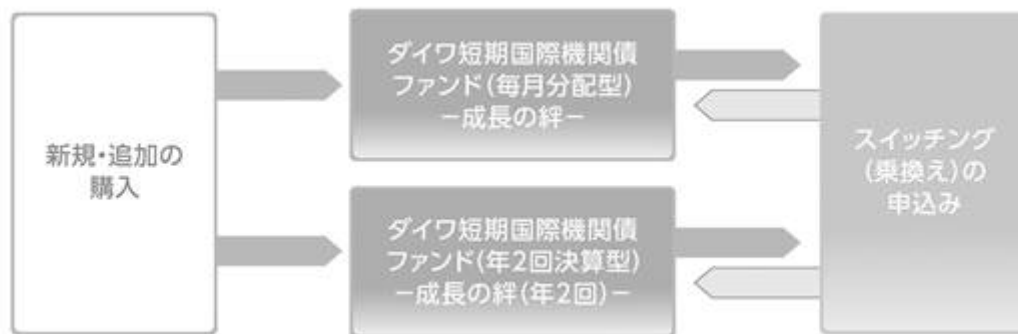 新規・追加の
購入
ダイワ短期国際機関債
ファンド(毎月分配型)
－成長の絆－
ダイワ短期国際機関債
ファンド(年2回決算型)
－成長の絆(年2回)－
スイッチング
(乗換え)の
申込み